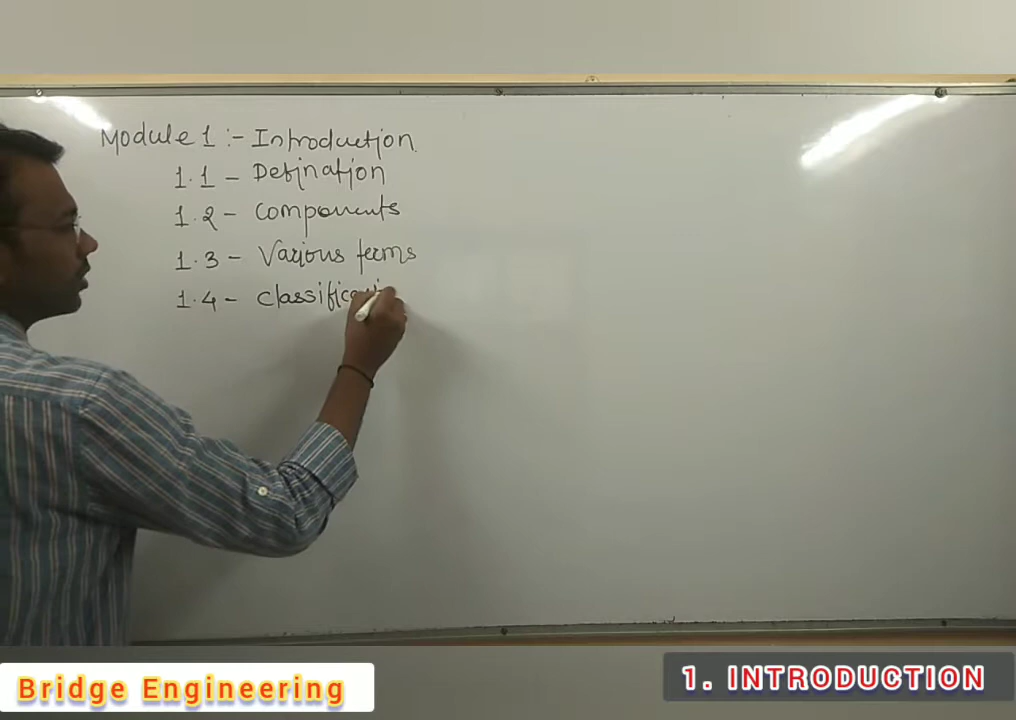 Module 1 :- Introduction.
1.1 - Defination
1.2 - Components
1.3 - Various terms
1.4 -
Bridge Engineering
1. INTRODUCTION